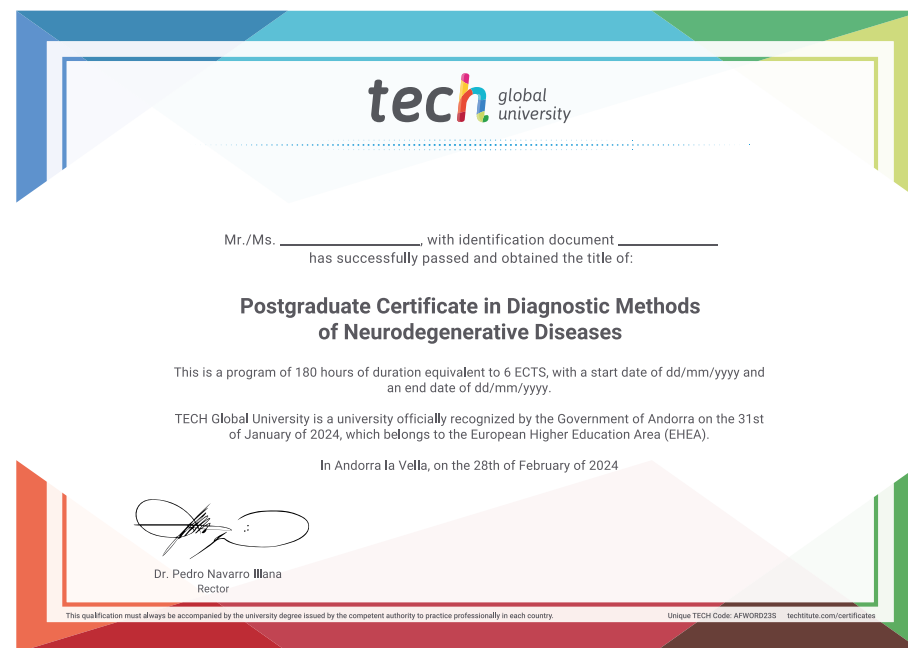 tech global university
Mr./Ms. ____________________, with identification document ______________
has successfully passed and obtained the title of:
Postgraduate Certificate in Diagnostic Methods
of Neurodegenerative Diseases
This is a program of 180 hours of duration equivalent to 6 ECTS, with a start date of dd/mm/yyyy and
an end date of dd/mm/yyyy.
TECH Global University is a university officially recognized by the Government of Andorra on the 31st
of January of 2024, which belongs to the European Higher Education Area (EHEA).
In Andorra la Vella, on the 28th of February of 2024
Dr. Pedro Navarro Illana
Rector
This qualification must always be accompanied by the university degree issued by the competent authority to practice professionally in each country. Unique TECH Code: AFWORD23S techtitute.com/certificates